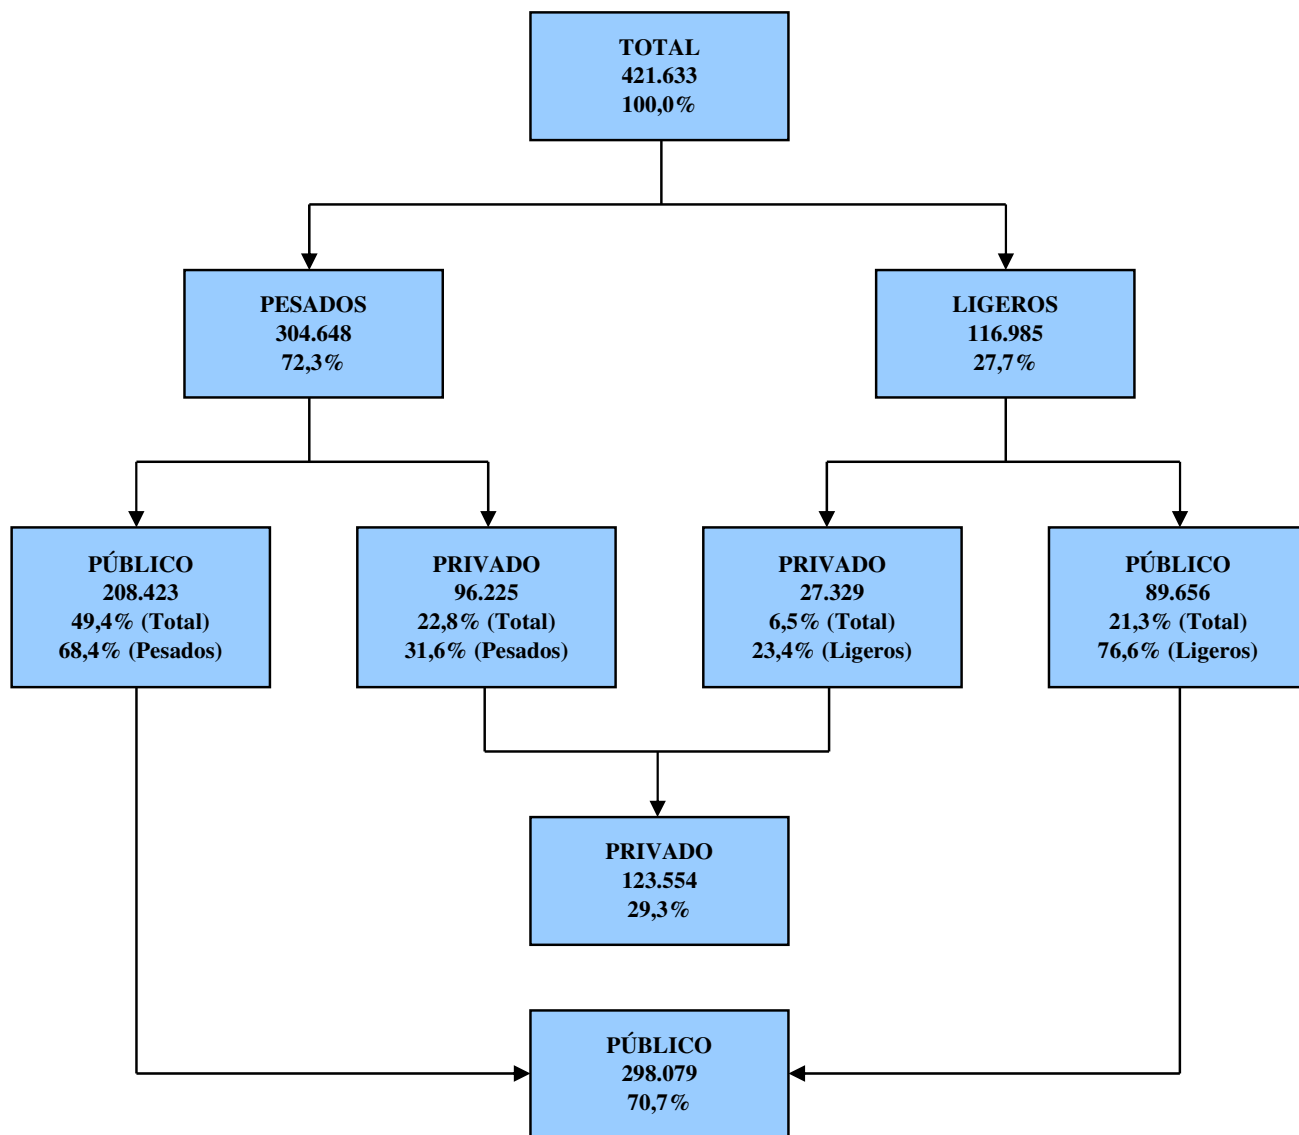 TOTAL
421.633
100,0%
PESADOS
304.648
72,3%
LIGEROS
116.985
27,7%
PÚBLICO
208.423
49,4% (Total)
68,4% (Pesados)
PRIVADO
96.225
22,8% (Total)
31,6% (Pesados)
PRIVADO
27.329
6,5% (Total)
23,4% (Ligeros)
PÚBLICO
89.656
21,3% (Total)
76,6% (Ligeros)
PRIVADO
123.554
29,3%
PÚBLICO
298.079
70,7%